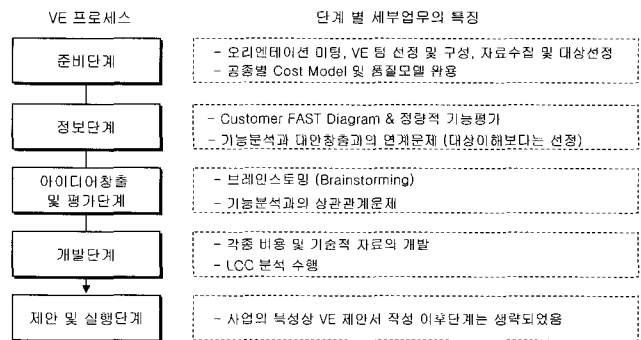 VE 프로세스
단계 별 세부업무의 특징
준비단계
- 오리엔테이션 미팅, VE 팀 선정 및 구성, 자료수집 및 대상선정
- 공종별 Cost Model 및 품질모델 활용
정보단계
- Customer FAST Diagram & 정량적 기능평가
- 기능분석과 대안창출과의 연계문제 (대상이해보다는 선정)
아이디어창출
및 평가단계
- 브레인스토밍 (Brainstorming)
- 기능분석과의 상관관계문제
개발단계
- 각종 비용 및 기술적 자료의 개발
- LCC 분석 수행
제안 및 실행단계
- 사업의 특성상 VE 제안서 작성 이후단계는 생략되었음